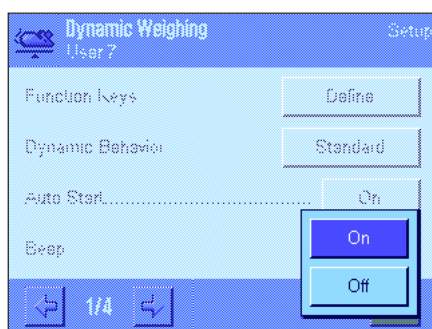 Dynamic Weighing Setup
User 7
Function Keys Define
Dynamic Behavior Standard
Auto Start On
Beep
On
Off
1/4